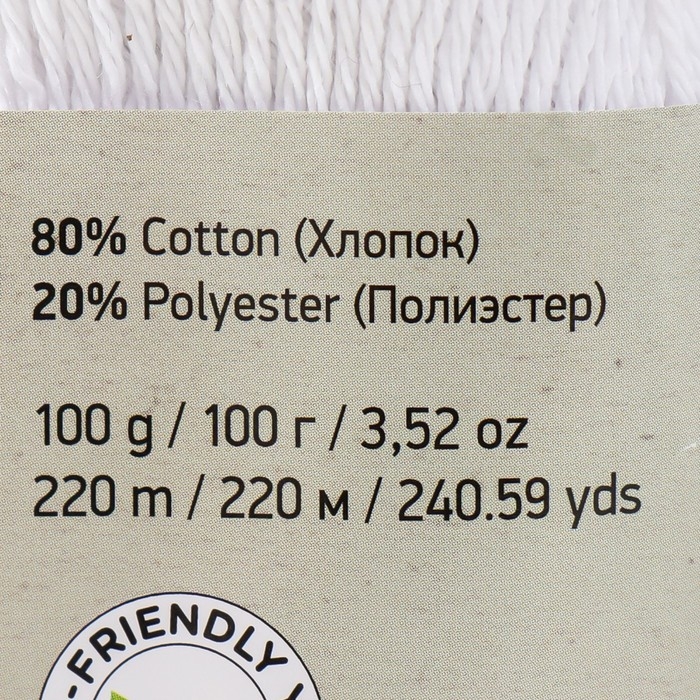 80% Cotton (Хлопок)
20% Polyester (Полиэстер)
100 g / 100 г / 3,52 oz
220 m / 220 м / 240.59 yds
-FRIENDLY